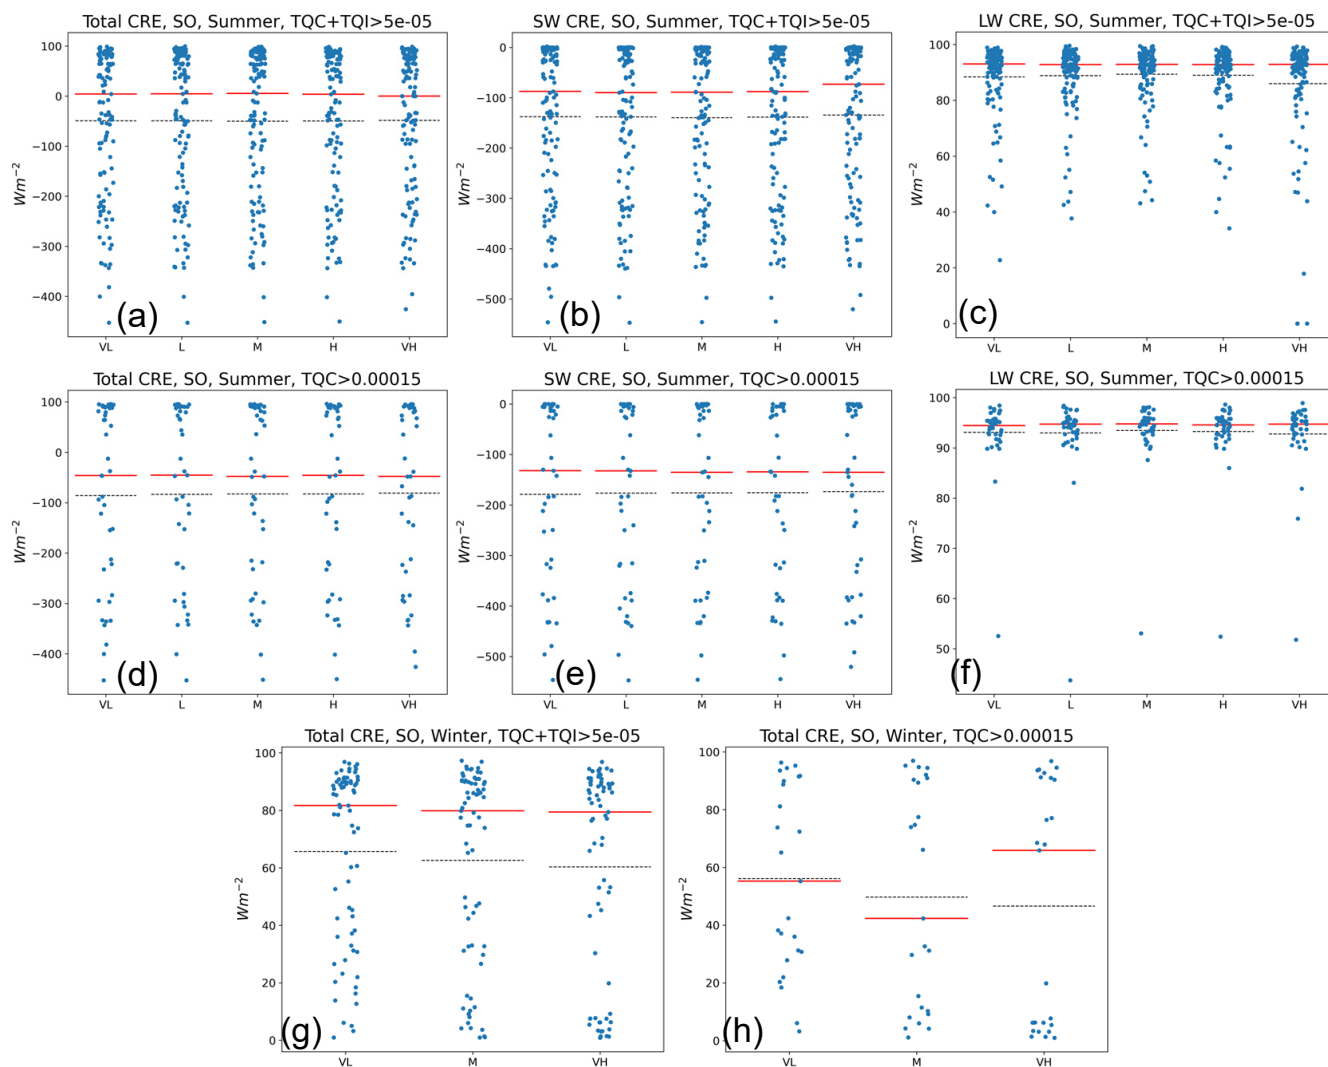 Total CRE, SO, Summer, TQC+TQI>5e-05
SW CRE, SO, Summer, TQC+TQI>5e-05
LW CRE, SO, Summer, TQC+TQI>5e-05
100
0
−100
−200
−300
−400
Wm−2
VL L M H VH
(a)
0
−100
−200
−300
−400
−500
Wm−2
VL L M H VH
(b)
100
80
60
40
20
0
Wm−2
VL L M H VH
(c)
Total CRE, SO, Summer, TQC>0.00015
SW CRE, SO, Summer, TQC>0.00015
LW CRE, SO, Summer, TQC>0.00015
100
0
−100
−200
−300
−400
Wm−2
VL L M H VH
(d)
0
−100
−200
−300
−400
−500
Wm−2
VL L M H VH
(e)
100
90
80
70
60
50
Wm−2
VL L M H VH
(f)
Total CRE, SO, Winter, TQC+TQI>5e-05
Total CRE, SO, Winter, TQC>0.00015
100
80
60
40
20
0
Wm−2
VL M VH
(g)
100
80
60
40
20
0
Wm−2
VL M VH
(h)